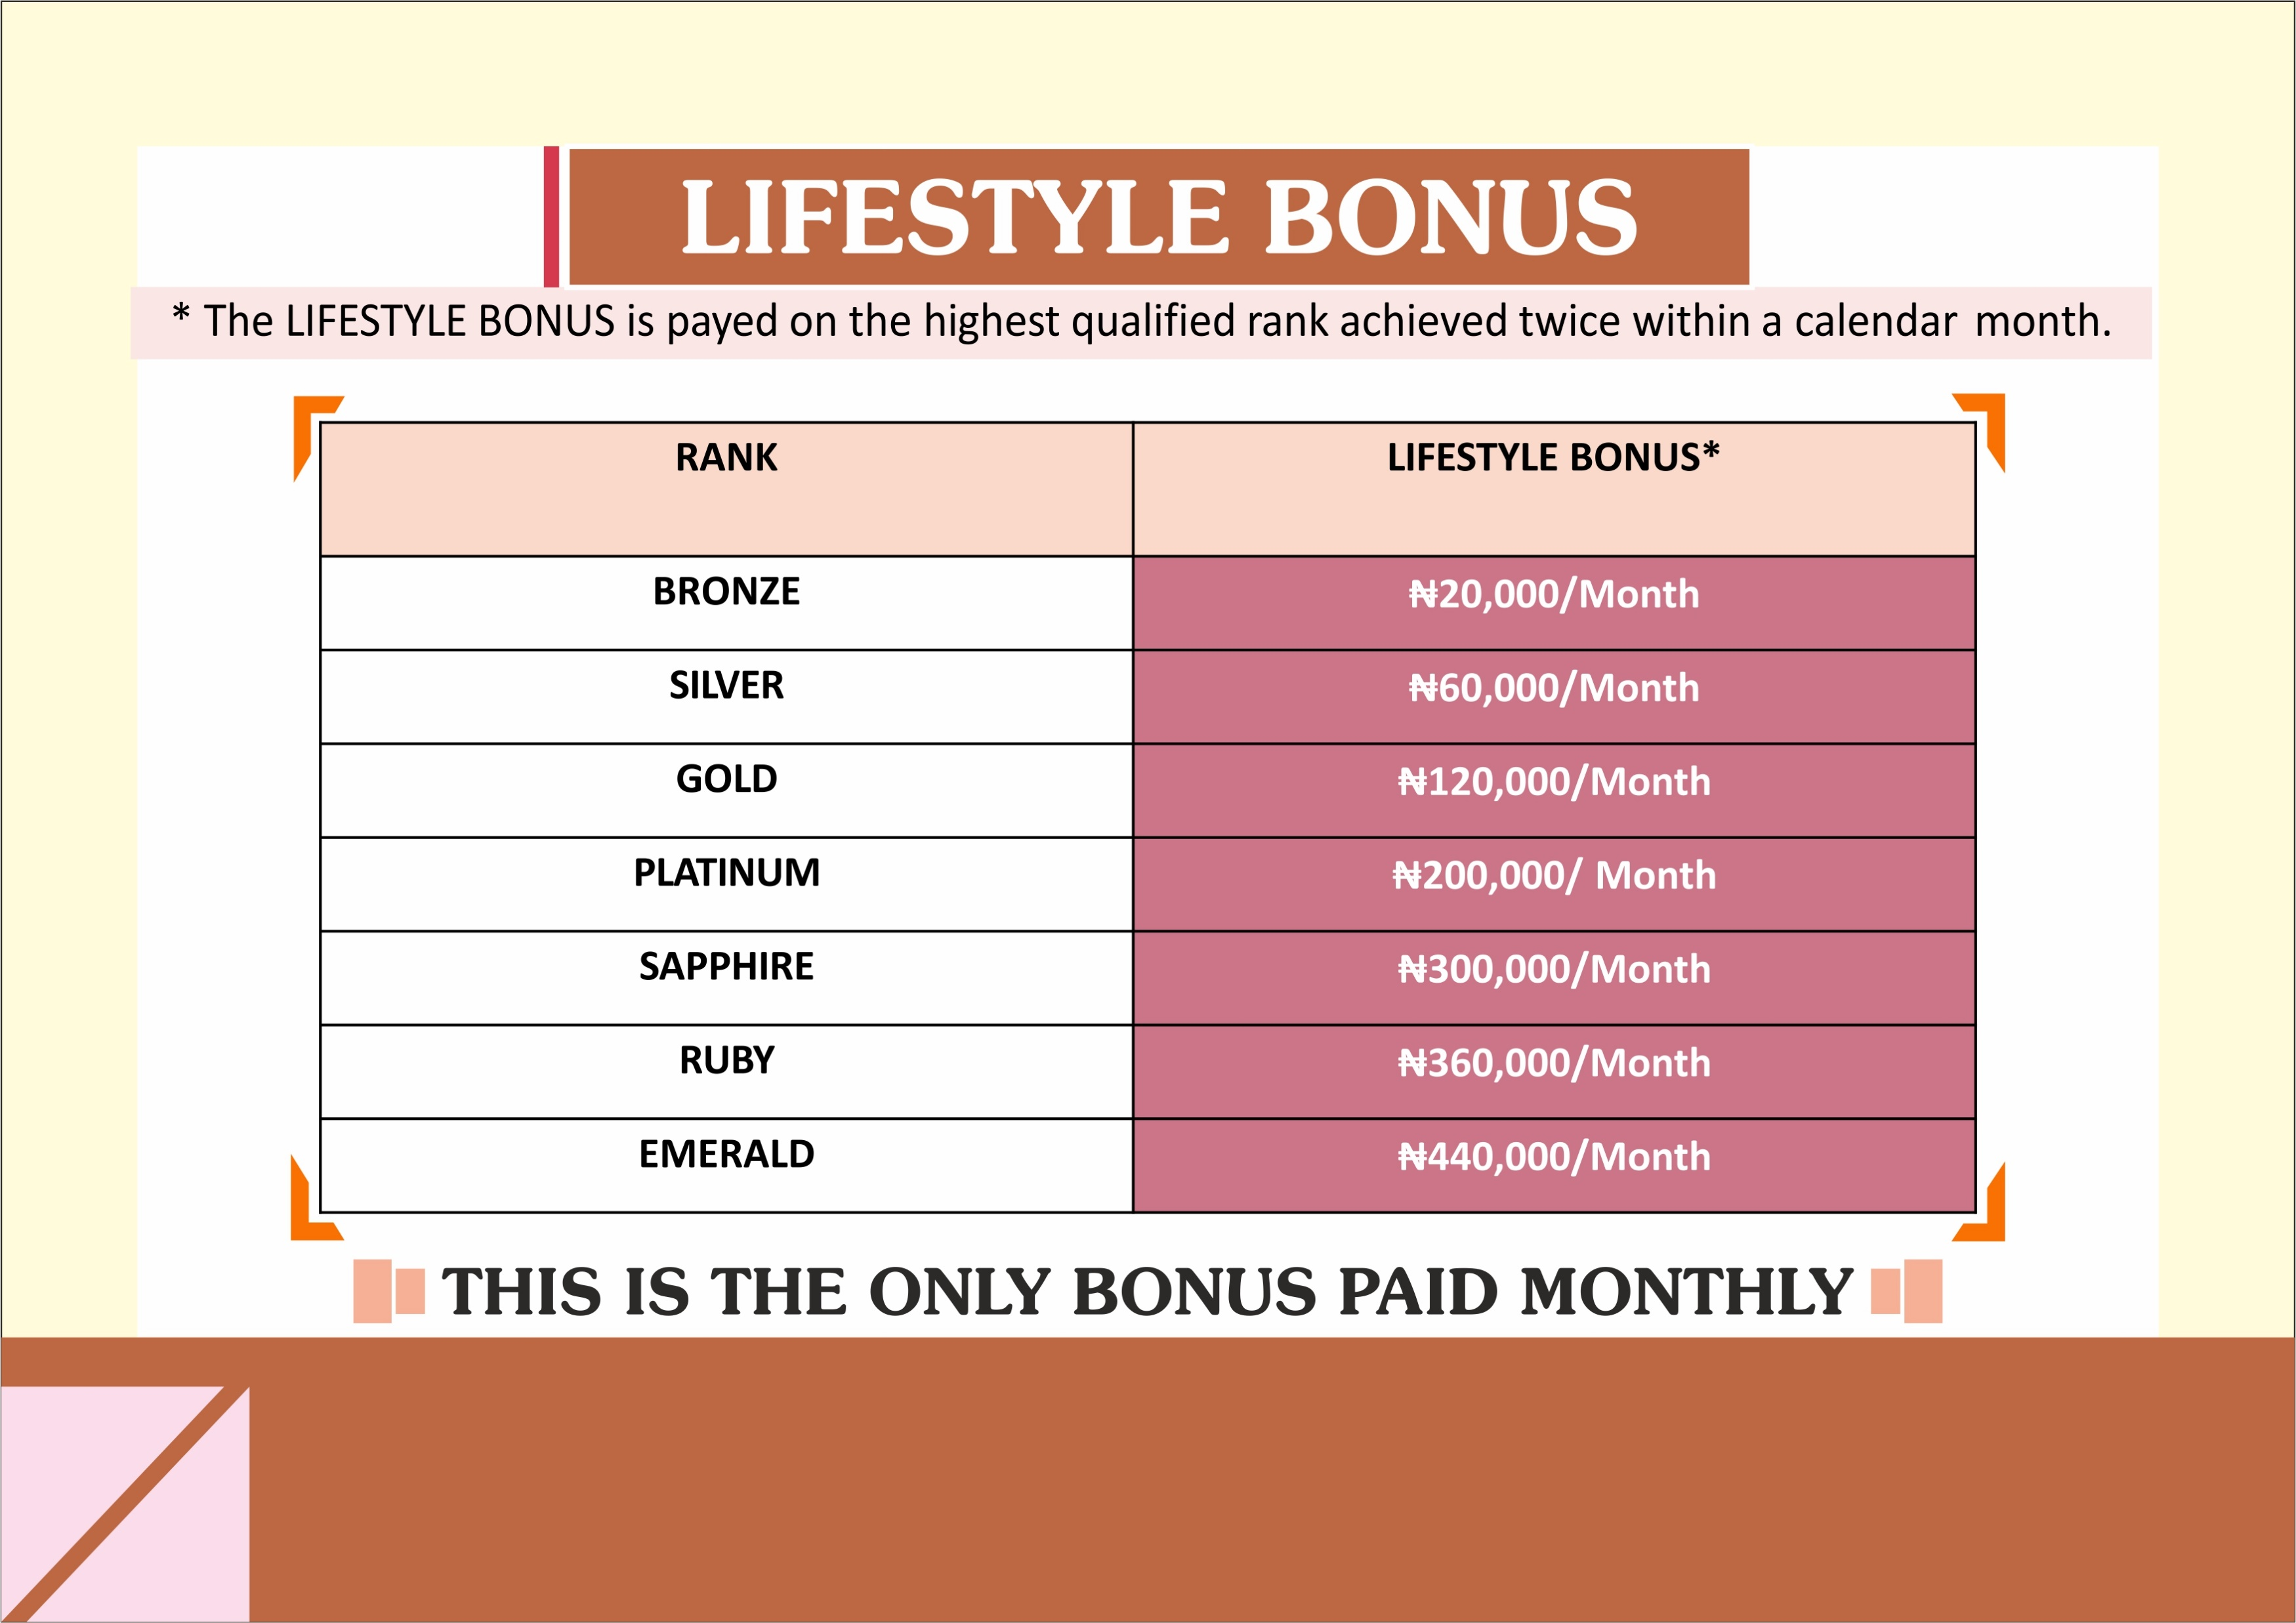 LIFESTYLE BONUS
* The LIFESTYLE BONUS is payed on the highest qualified rank achieved twice within a calendar month.
RANK LIFESTYLE BONUS*
BRONZE ₦20,000/Month
SILVER ₦60,000/Month
GOLD ₦120,000/Month
PLATINUM ₦200,000/ Month
SAPPHIRE ₦300,000/Month
RUBY ₦360,000/Month
EMERALD ₦440,000/Month
THIS IS THE ONLY BONUS PAID MONTHLY